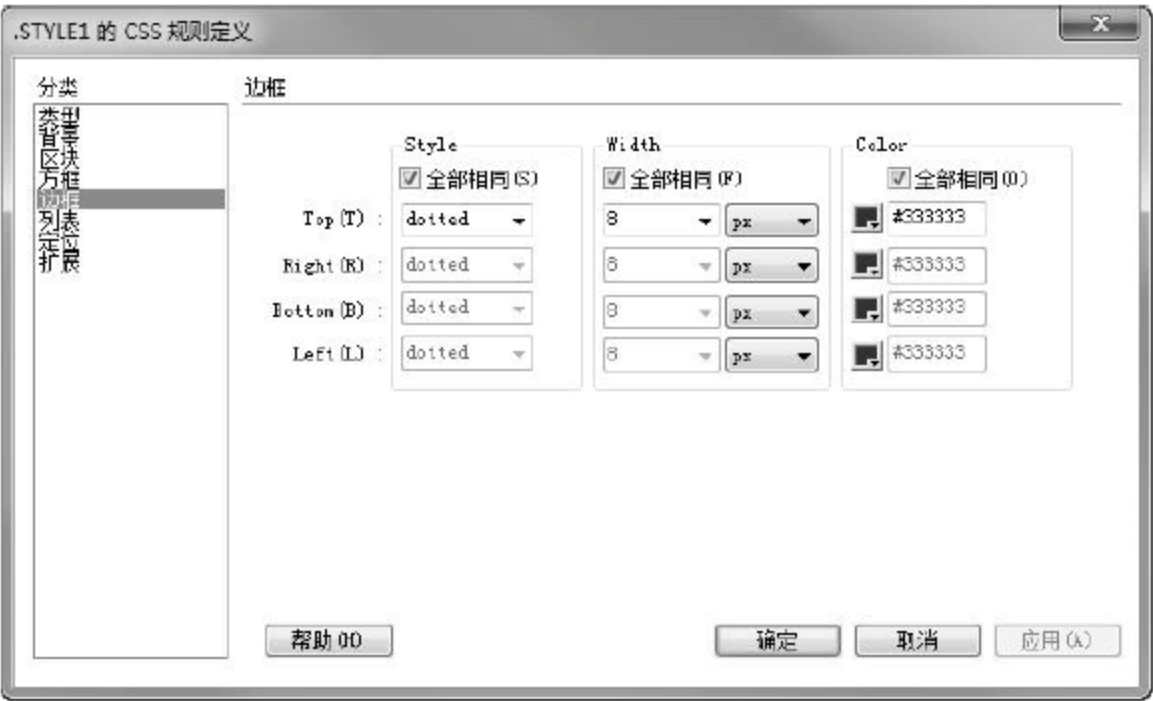 .STYLE1 的 CSS 规则定义
x
分类
类型
背景
区块
方框
边框
列表
定位
扩展
边框
Style Width Color
全部相同(S) 全部相同(F) 全部相同(O)
Top(T) : dotted 8 px #333333
Right(R) : dotted 8 px #333333
Bottom(B) : dotted 8 px #333333
Left(L) : dotted 8 px #333333
帮助(H) 确定 取消 应用(A)